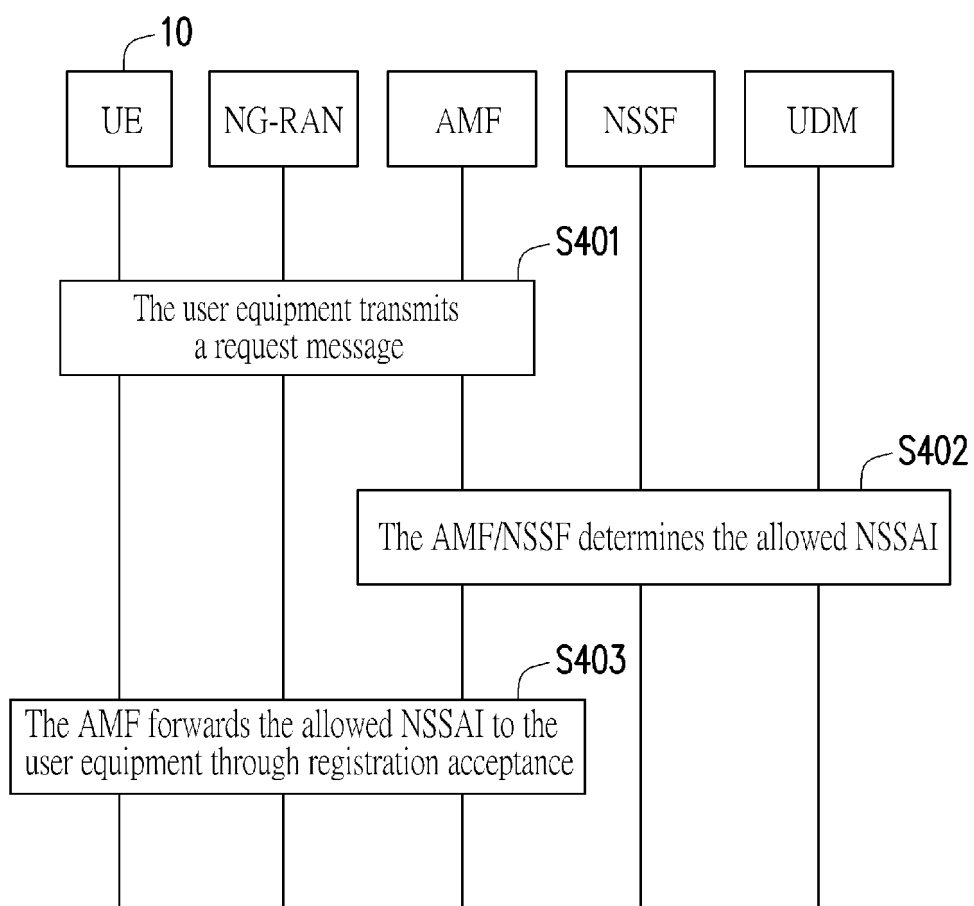 10
UE
NG-RAN
AMF
NSSF
UDM
S401
The user equipment transmits
a request message
S402
The AMF/NSSF determines the allowed NSSAI
S403
The AMF forwards the allowed NSSAI to the
user equipment through registration acceptance